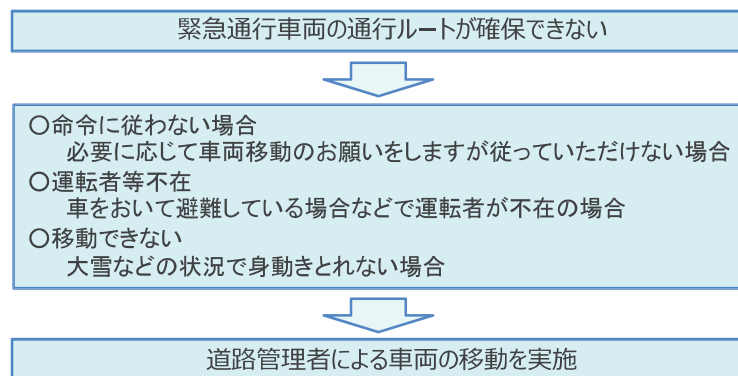 緊急通行車両の通行ルートが確保できない
〇命令に従わない場合
必要に応じて車両移動のお願いをしますが従っていただけない場合
〇運転者等不在
車をおいて避難している場合などで運転者が不在の場合
〇移動できない
大雪などの状況で身動きとれない場合
道路管理者による車両の移動を実施